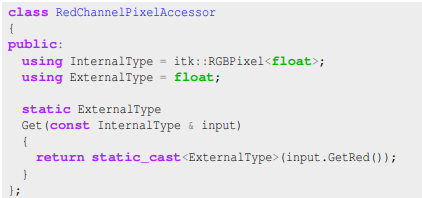 class RedChannelPixelAccessor
{
public:
  using InternalType = itk::RGBPixel<float>;
  using ExternalType = float;

  static ExternalType
  Get(const InternalType & input)
  {
    return static_cast<ExternalType>(input.GetRed());
  }
};